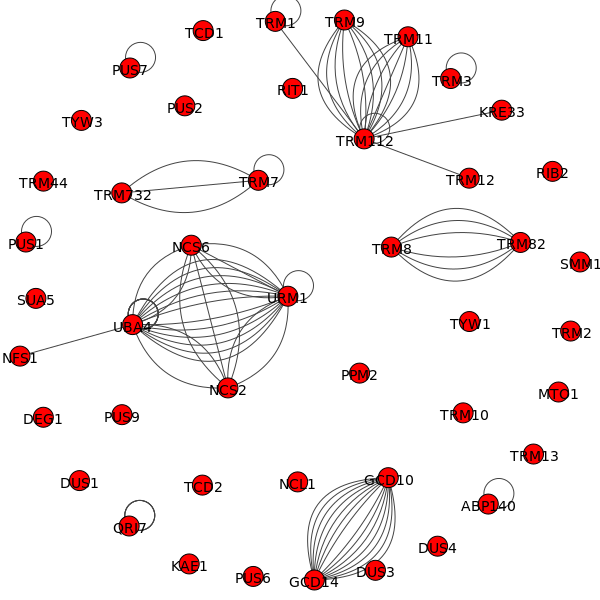 TRM9
TRM1
TCD1
TRM11
PUS7
TRM3
RIT1
PUS2
KRE33
TYW3
TRM112
RIB2
TRM12
TRM44
TRM7
TRM732
PUS1
TRM82
NCS6
TRM8
SMM1
URM1
SUA5
TYW1
UBA4
TRM2
NFS1
PPM2
NCS2
MTO1
TRM10
PUS9
DEG1
TRM13
GCD10
DUS1
NCL1
TCD2
ABP140
QRI7
DUS4
KAE1
DUS3
PUS6
GCD14